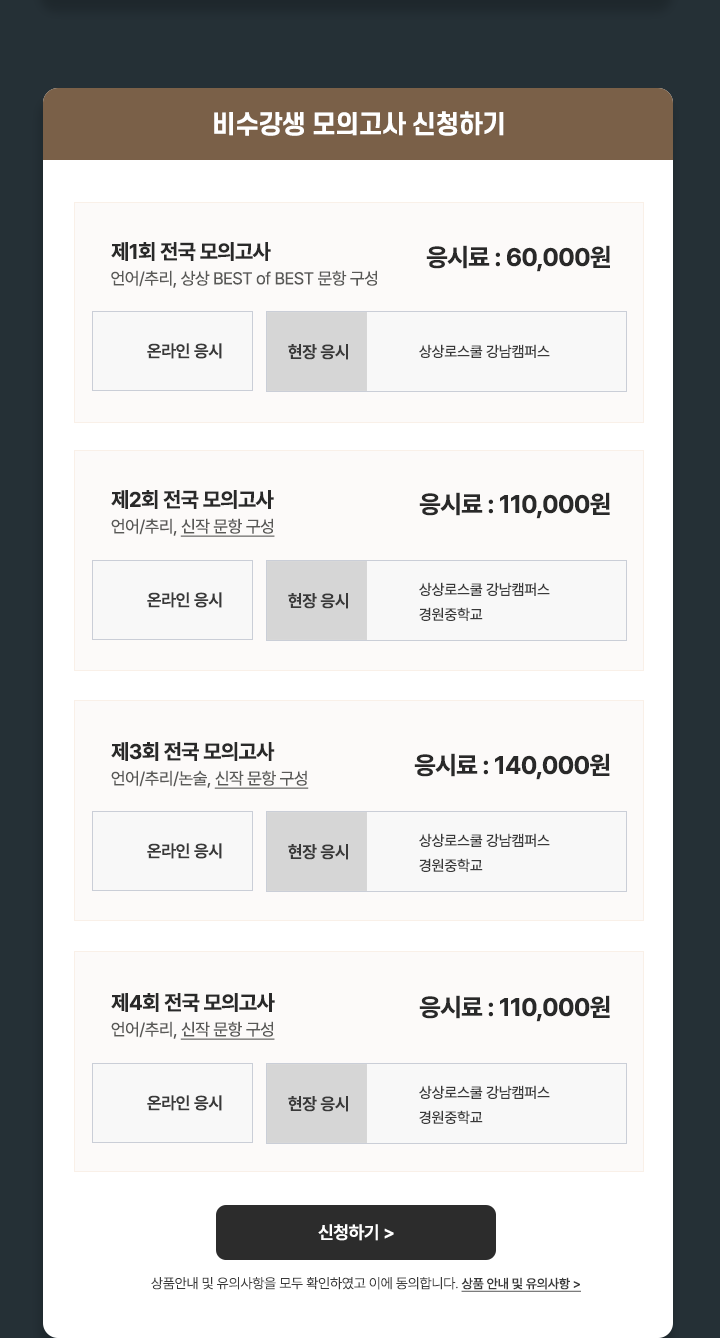 비수강생 모의고사 신청하기
제1회 전국 모의고사
응시료 : 60,000원
언어/추리, 상상 BEST of BEST 문항 구성
온라인 응시
현장 응시
상상로스쿨 강남캠퍼스
제2회 전국 모의고사
응시료 : 110,000원
언어/추리, 신작 문항 구성
온라인 응시
현장 응시
상상로스쿨 강남캠퍼스
경원중학교
제3회 전국 모의고사
응시료 : 140,000원
언어/추리/논술, 신작 문항 구성
온라인 응시
현장 응시
상상로스쿨 강남캠퍼스
경원중학교
제4회 전국 모의고사
응시료 : 110,000원
언어/추리, 신작 문항 구성
온라인 응시
현장 응시
상상로스쿨 강남캠퍼스
경원중학교
신청하기 >
상품안내 및 유의사항을 모두 확인하였고 이에 동의합니다. 상품 안내 및 유의사항 >